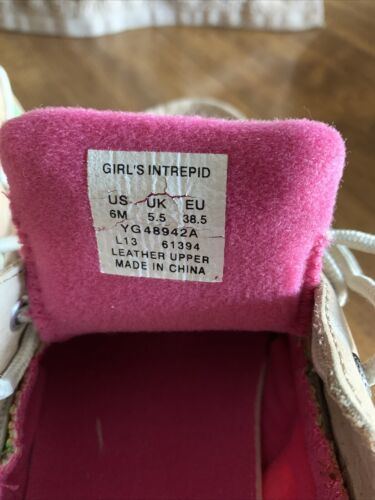 GIRL'S INTREPID
US UK EU
6M 5.5 38.5
YG48942A
L13 61394
LEATHER UPPER
MADE IN CHINA